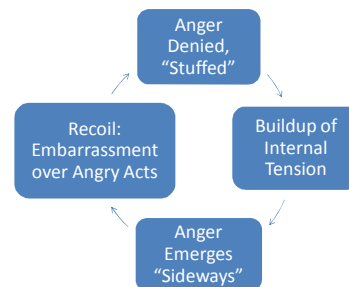 Anger
Denied,
“Stuffed”
Buildup of
Internal
Tension
Anger
Emerges
“Sideways”
Recoil:
Embarrassment
over Angry Acts